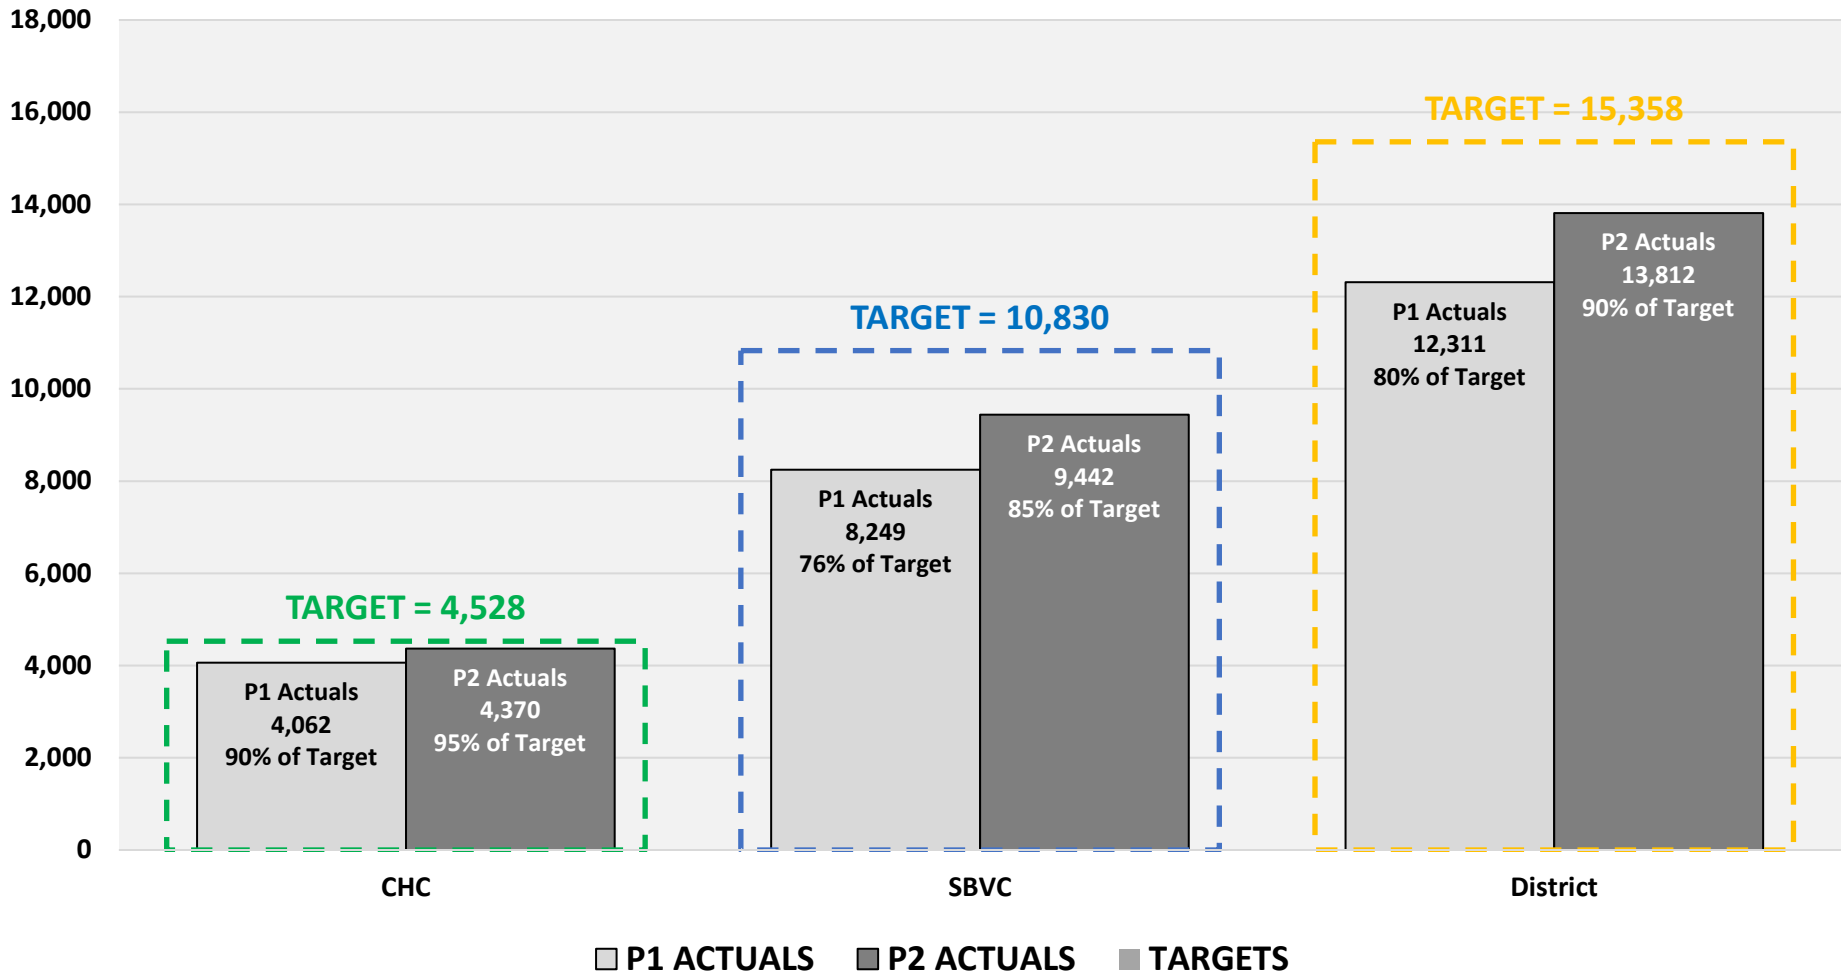 18,000
16,000
14,000
12,000
10,000
8,000
6,000
4,000
2,000
0
TARGET = 4,528
P1 Actuals
4,062
90% of Target
P2 Actuals
4,370
95% of Target
TARGET = 10,830
P1 Actuals
8,249
76% of Target
P2 Actuals
9,442
85% of Target
TARGET = 15,358
P1 Actuals
12,311
80% of Target
P2 Actuals
13,812
90% of Target
CHC
SBVC
District
P1 ACTUALS
P2 ACTUALS
TARGETS